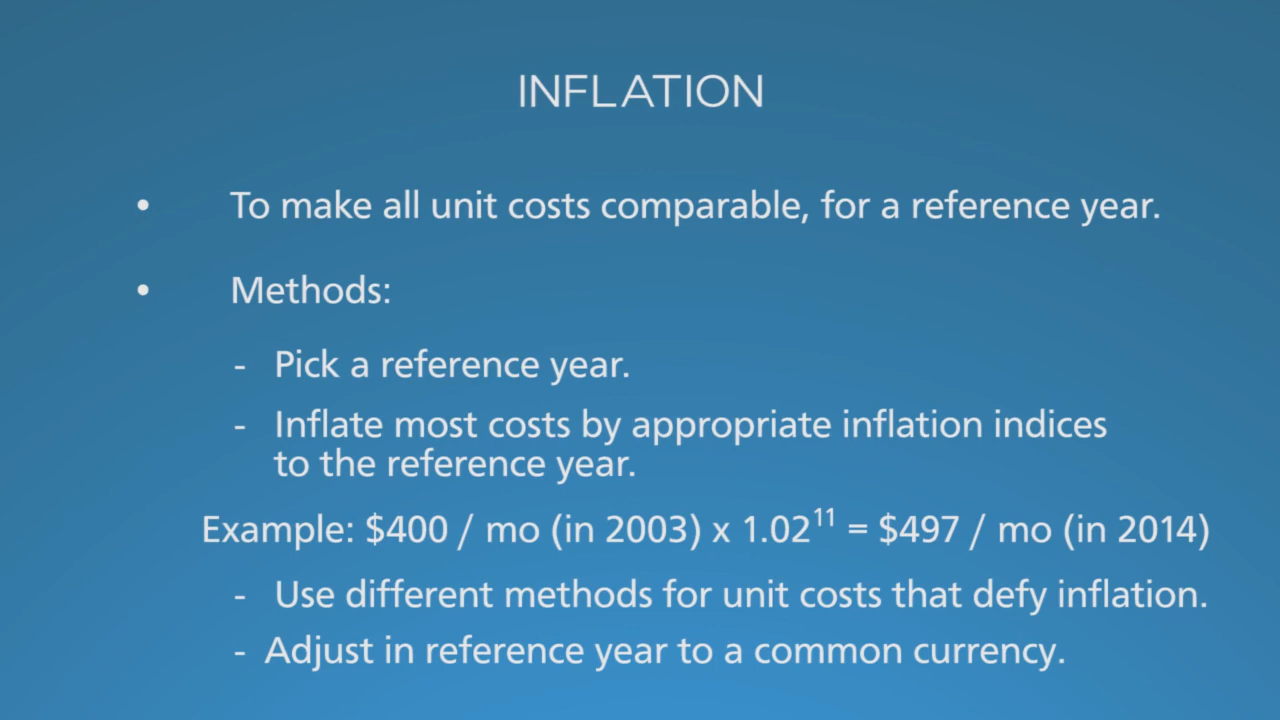 INFLATION
• To make all unit costs comparable, for a reference year.
• Methods:
- Pick a reference year.
- Inflate most costs by appropriate inflation indices
to the reference year.
Example: $400 / mo (in 2003) x 1.02¹¹ = $497 / mo (in 2014)
- Use different methods for unit costs that defy inflation.
- Adjust in reference year to a common currency.